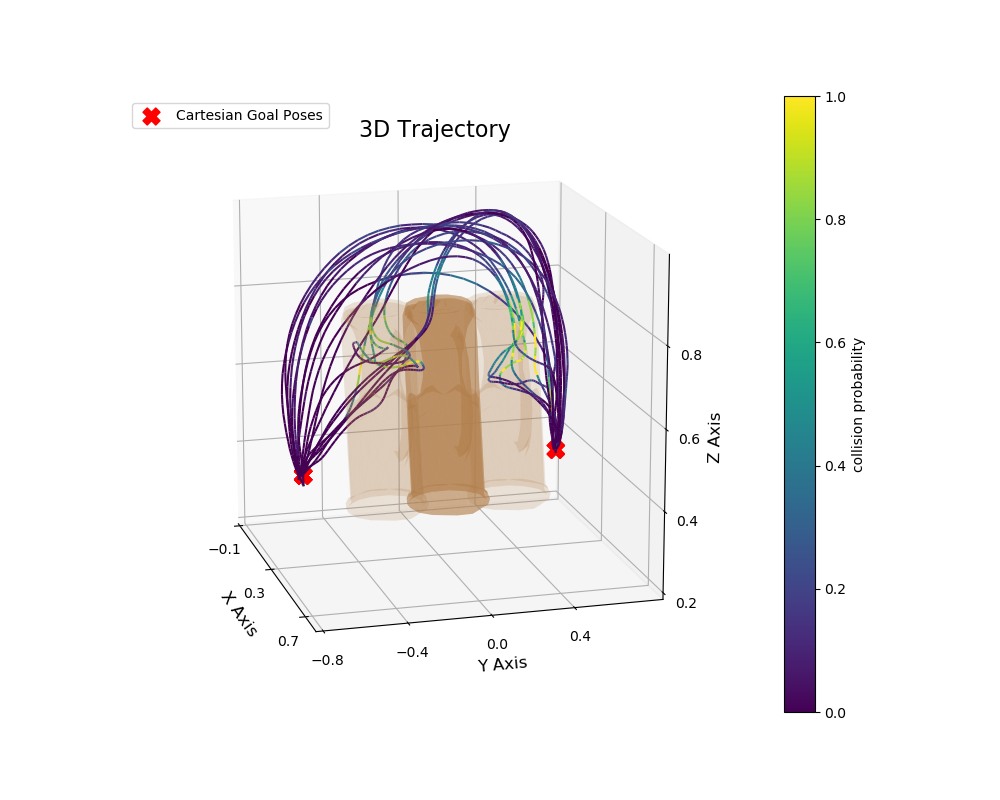 Cartesian Goal Poses
3D Trajectory
1.0
0.8
0.6
0.4
0.2
0.0
collision probability
0.8
0.6
0.4
0.2
Z Axis
−0.1
0.3
0.7
X Axis
−0.8
−0.4
0.0
0.4
Y Axis